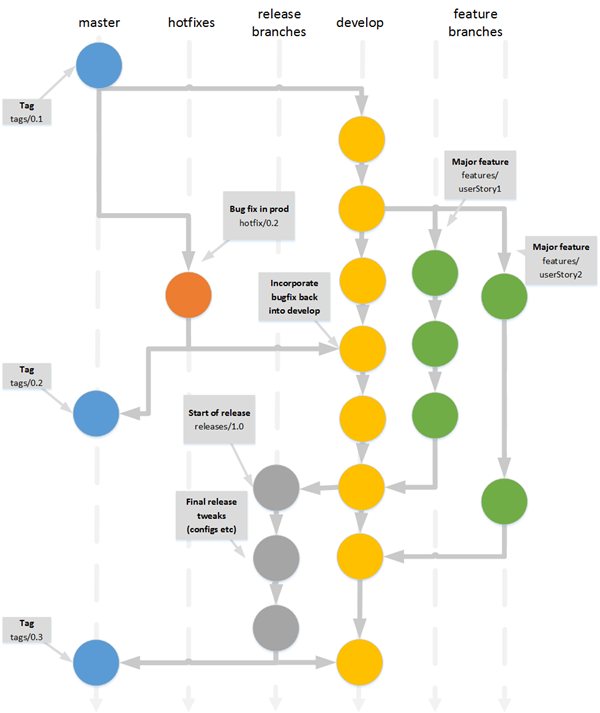 master
hotfixes
release
branches
develop
feature
branches
Tag
tags/0.1
Major feature
features/
userStory1
Bug fix in prod
hotfix/0.2
Major feature
features/
userStory2
Incorporate
bugfix back
into develop
Tag
tags/0.2
Start of release
releases/1.0
Final release
tweaks
(configs etc)
Tag
tags/0.3